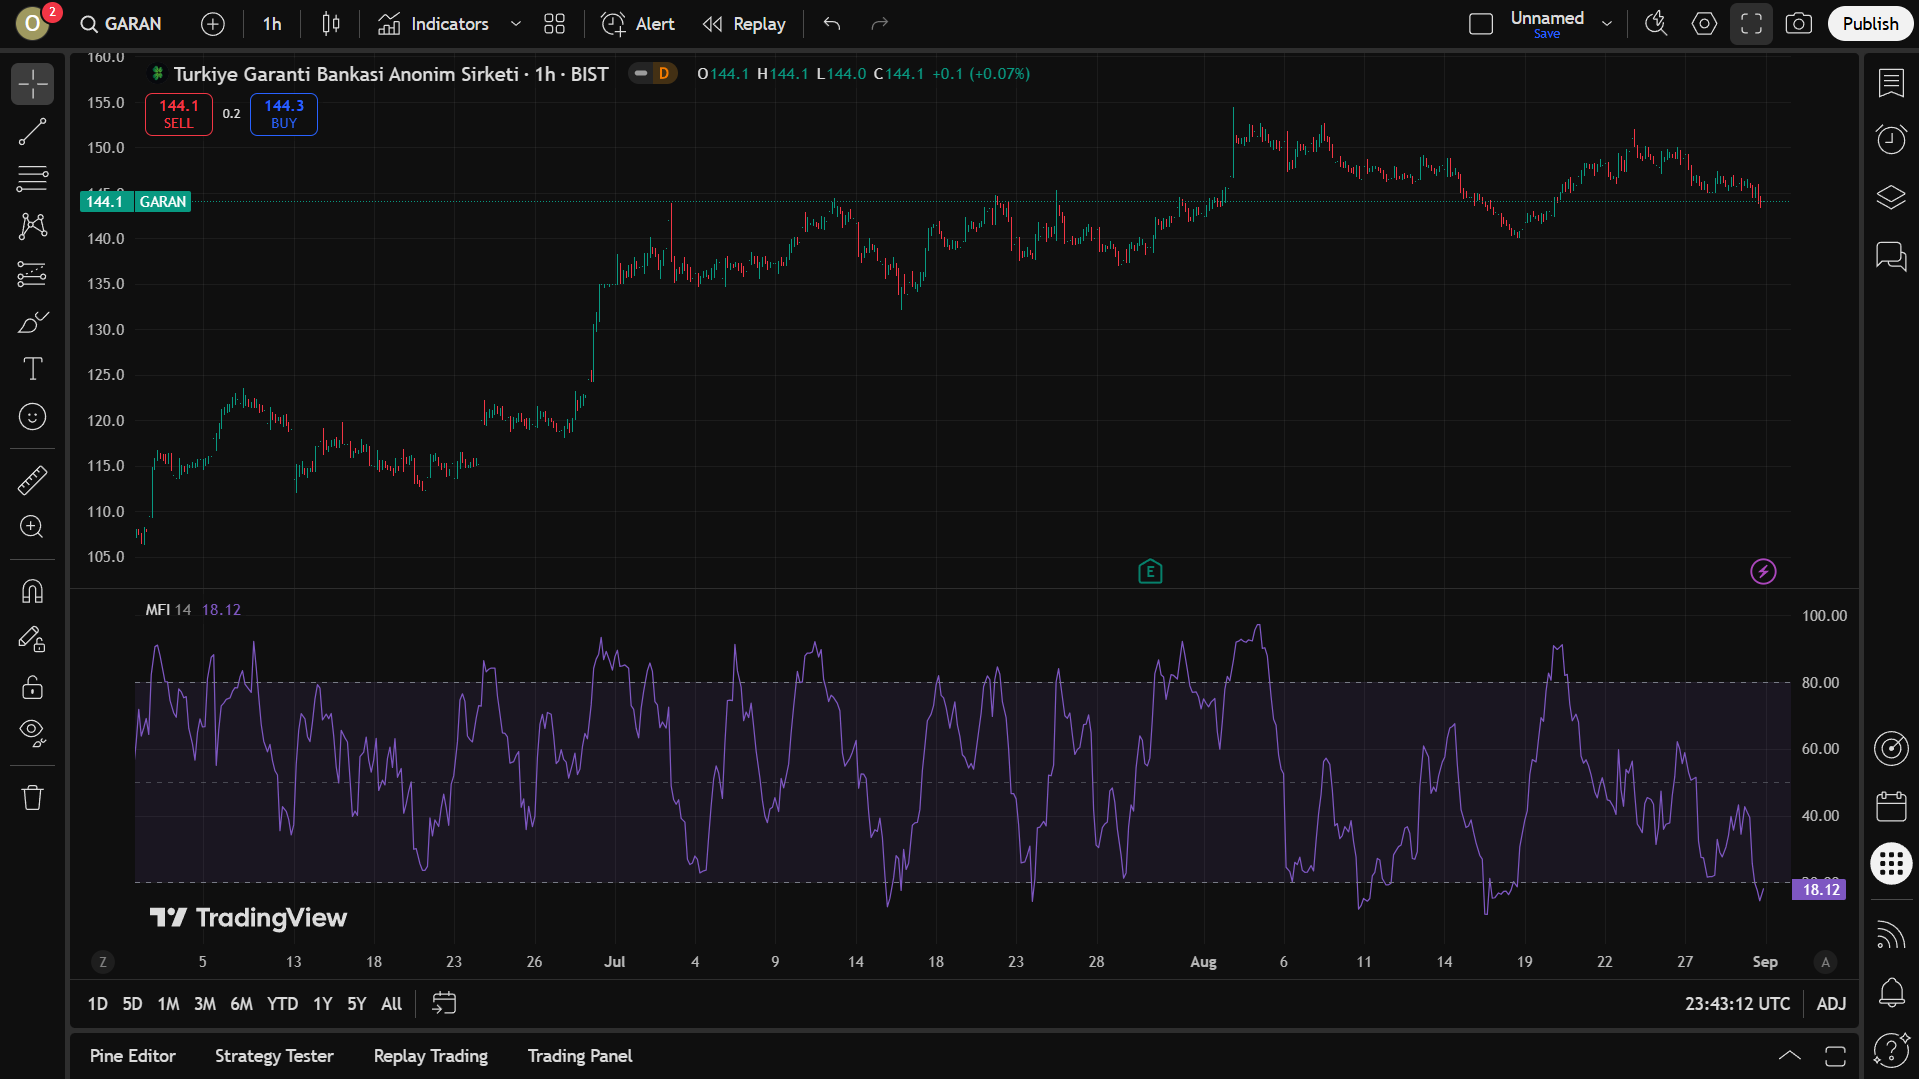 O 2 GARAN 1h Indicators Alert Replay Unnamed Save Publish
Turkiye Garanti Bankasi Anonim Sirketi · 1h · BIST D O144.1 H144.1 L144.0 C144.1 +0.1 (+0.07%)
144.1 SELL 0.2 144.3 BUY
160.0
155.0
150.0
145.0
144.1 GARAN
140.0
135.0
130.0
125.0
120.0
115.0
110.0
105.0
E
MFI 14 18.12
100.00
80.00
60.00
40.00
20.00
18.12
TradingView
Z 5 13 18 23 26 Jul 4 9 14 18 23 28 Aug 6 11 14 19 22 27 Sep A
1D 5D 1M 3M 6M YTD 1Y 5Y All 23:43:12 UTC ADJ
Pine Editor Strategy Tester Replay Trading Trading Panel